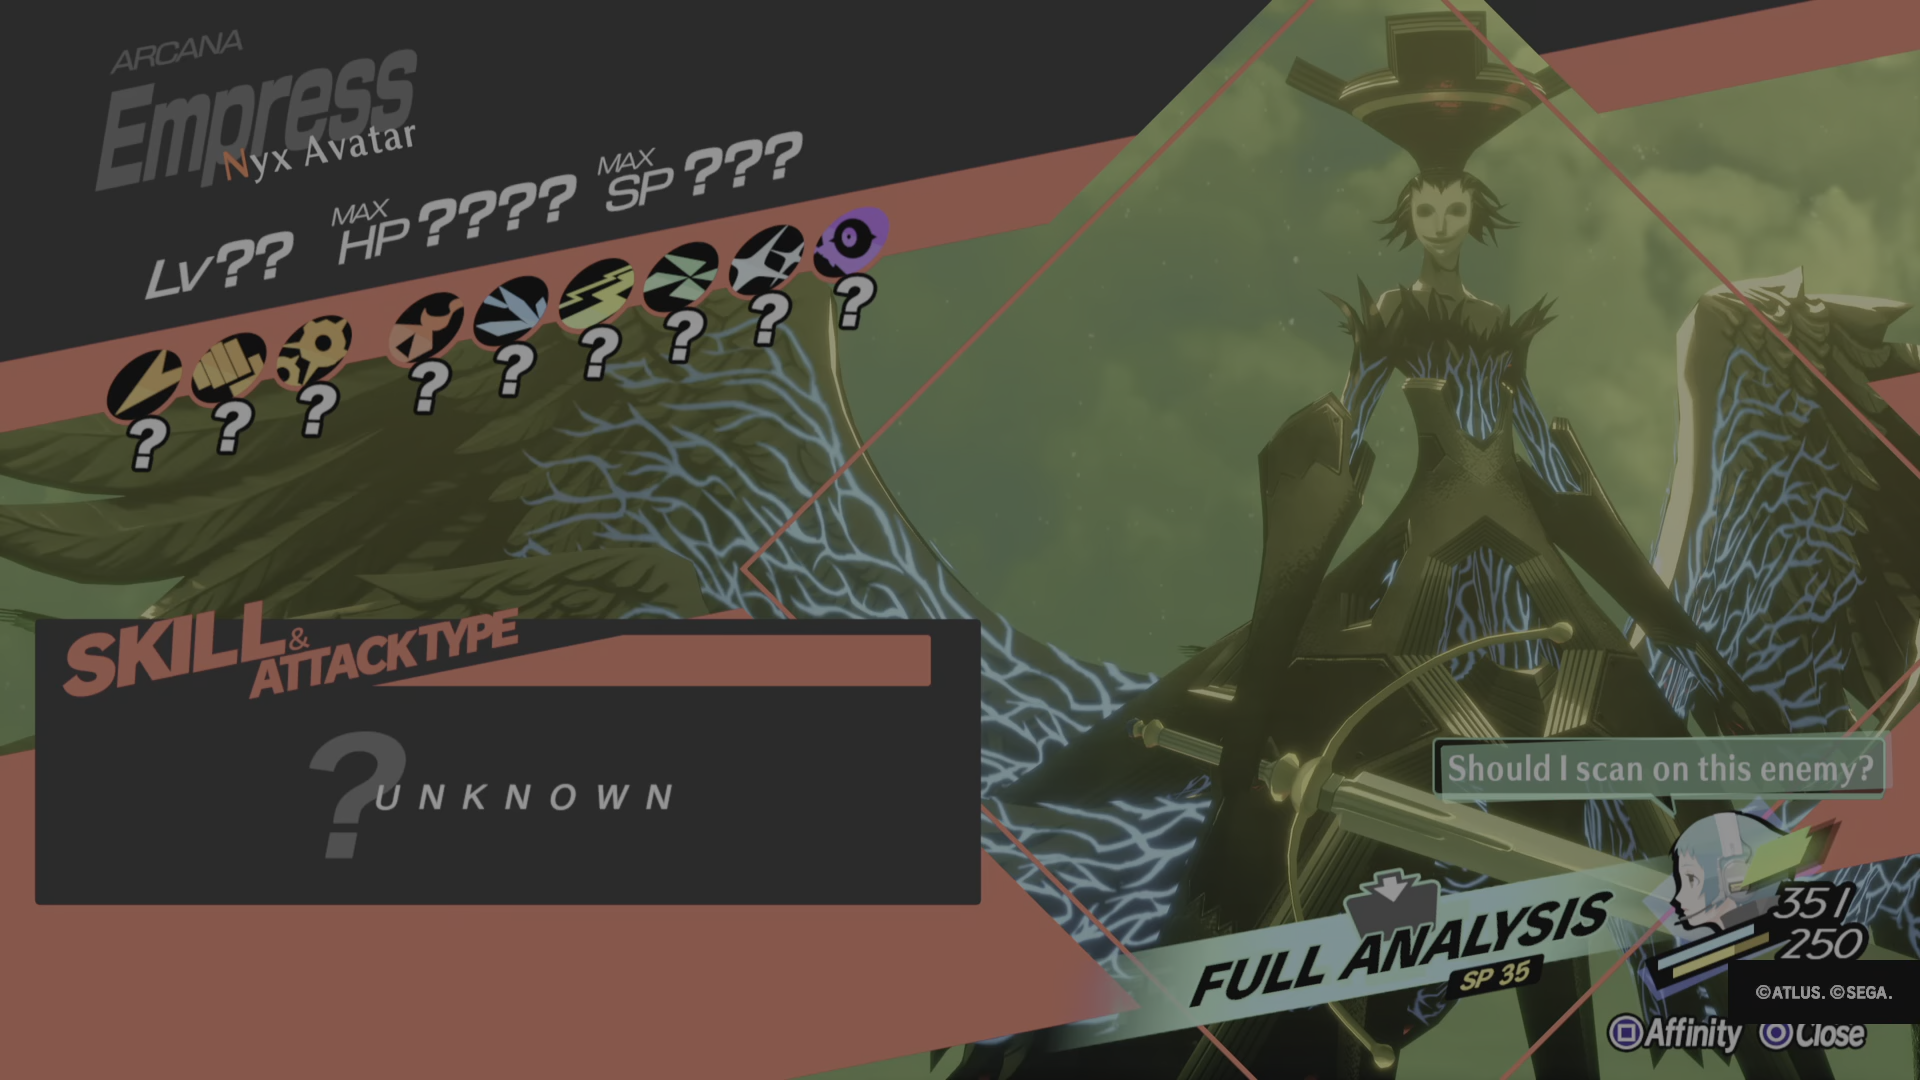 ARCANA
Empress
Nyx Avatar
Lv??
MAX
HP????
MAX
SP???
? ? ? ? ? ? ? ? ?
SKILL & ATTACK TYPE
?
UNKNOWN
Should I scan on this enemy?
FULL ANALYSIS
SP 35
351
250
©ATLUS. ©SEGA.
Affinity Close